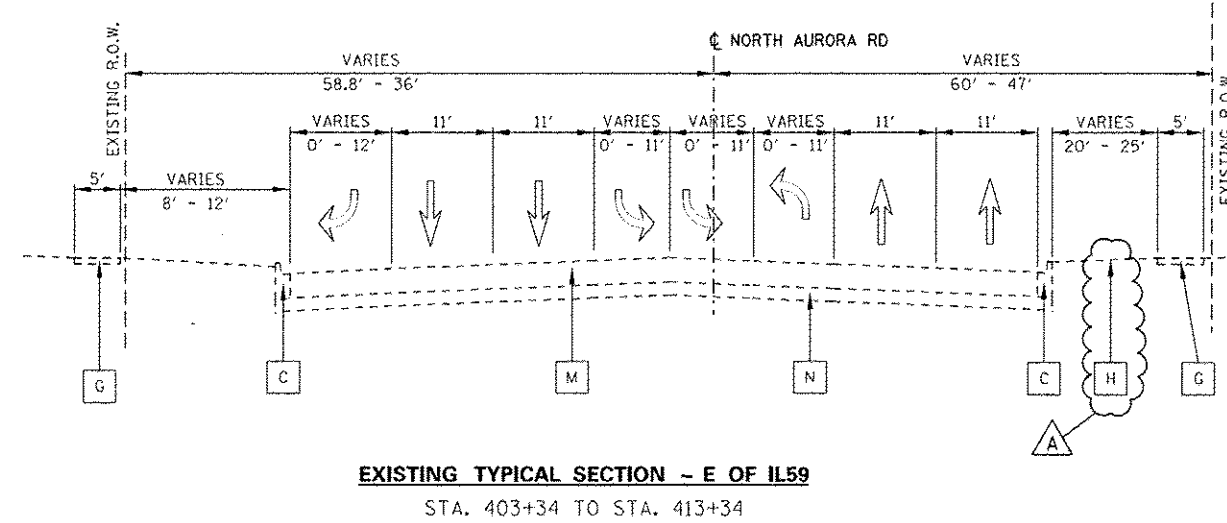 ℄ NORTH AURORA RD
EXISTING R.O.W.
VARIES
58.8' - 36'
VARIES
60' - 47'
EXISTING R.O.W.
VARIES
0' - 12'
11'
11'
VARIES
0' - 11'
VARIES
0' - 11'
VARIES
0' - 11'
11'
11'
VARIES
20' - 25'
5'
5'
VARIES
8' - 12'
G
C
M
N
C
H
G
A
EXISTING TYPICAL SECTION - E OF IL59
STA. 403+34 TO STA. 413+34